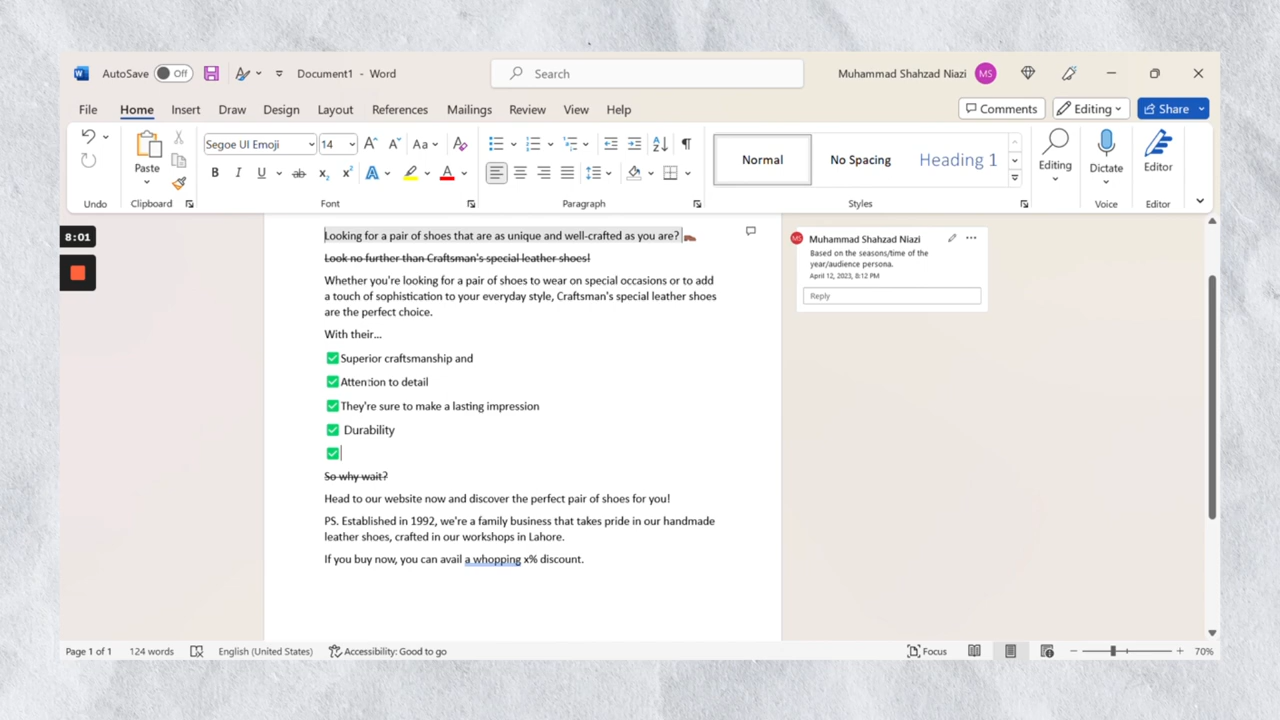 AutoSave Off Document1 - Word Search Muhammad Shahzad Niazi MS
File Home Insert Draw Design Layout References Mailings Review View Help Comments Editing Share
Segoe UI Emoji 14 Aa
Paste B I U ab x₂ x² A A Normal No Spacing Heading 1 Editing Dictate Editor
Undo Clipboard Font Paragraph Styles Voice Editor
8:01
Looking for a pair of shoes that are as unique and well-crafted as you are?
Look no further than Craftsman's special leather shoes!
Whether you're looking for a pair of shoes to wear on special occasions or to add
a touch of sophistication to your everyday style, Craftsman's special leather shoes
are the perfect choice.
With their...
✅Superior craftsmanship and
✅Attention to detail
✅They're sure to make a lasting impression
✅ Durability
✅
So why wait?
Head to our website now and discover the perfect pair of shoes for you!
PS. Established in 1992, we're a family business that takes pride in our handmade
leather shoes, crafted in our workshops in Lahore.
If you buy now, you can avail a whopping x% discount.
MS Muhammad Shahzad Niazi
Based on the seasons/time of the
year/audience persona.
April 12, 2023, 8:12 PM
Reply
Page 1 of 1 124 words English (United States) Accessibility: Good to go Focus 70%